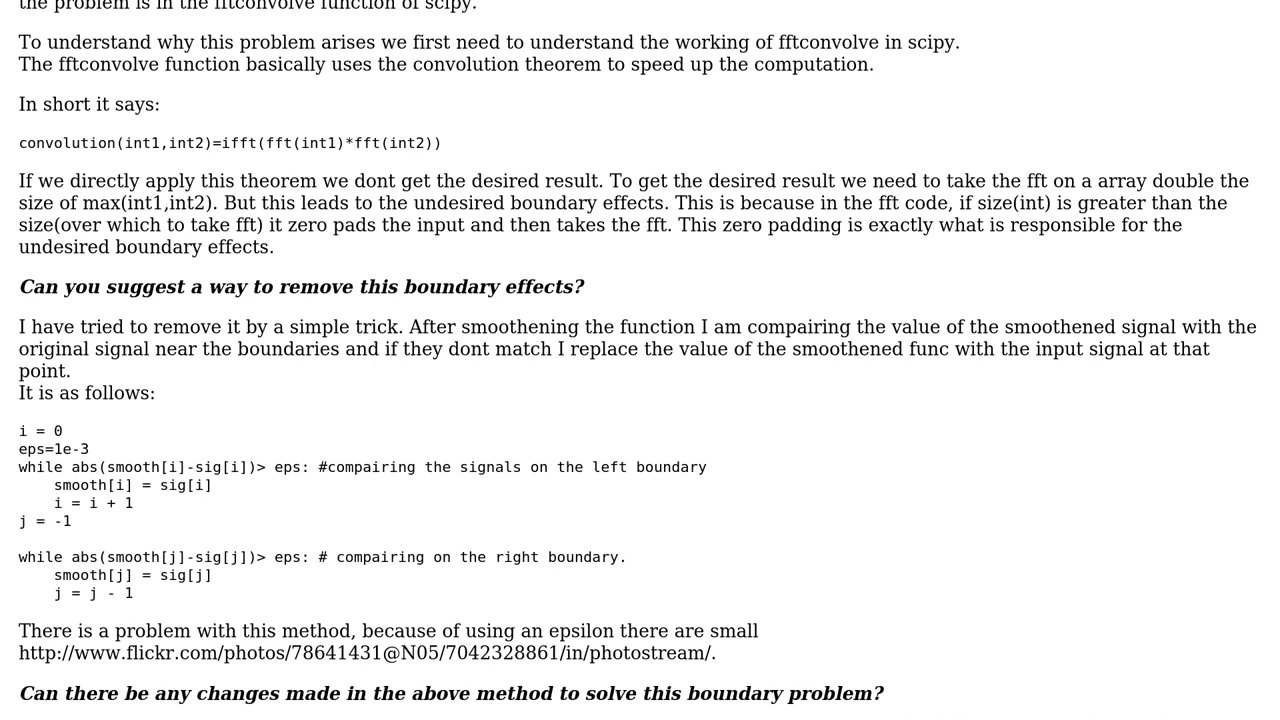 the problem is in the fftconvolve function of scipy.
To understand why this problem arises we first need to understand the working of fftconvolve in scipy.
The fftconvolve function basically uses the convolution theorem to speed up the computation.
In short it says:
convolution(int1,int2)=ifft(fft(int1)*fft(int2))
If we directly apply this theorem we dont get the desired result. To get the desired result we need to take the fft on a array double the
size of max(int1,int2). But this leads to the undesired boundary effects. This is because in the fft code, if size(int) is greater than the
size(over which to take fft) it zero pads the input and then takes the fft. This zero padding is exactly what is responsible for the
undesired boundary effects.
Can you suggest a way to remove this boundary effects?
I have tried to remove it by a simple trick. After smoothening the function I am compairing the value of the smoothened signal with the
original signal near the boundaries and if they dont match I replace the value of the smoothened func with the input signal at that
point.
It is as follows:
i = 0
eps=1e-3
while abs(smooth[i]-sig[i])> eps: #compairing the signals on the left boundary
    smooth[i] = sig[i]
    i = i + 1
j = -1
while abs(smooth[j]-sig[j])> eps: # compairing on the right boundary.
    smooth[j] = sig[j]
    j = j - 1
There is a problem with this method, because of using an epsilon there are small
http://www.flickr.com/photos/78641431@N05/7042328861/in/photostream/.
Can there be any changes made in the above method to solve this boundary problem?